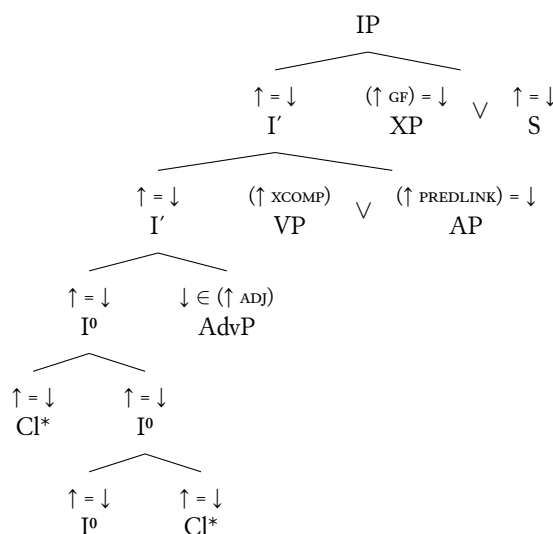 IP
↑ = ↓ (↑ GF) = ↓ ∨ ↑ = ↓
I′ XP S
↑ = ↓ (↑ XCOMP) ∨ (↑ PREDLINK) = ↓
I′ VP AP
↑ = ↓ ↓ ∈ (↑ ADJ)
I⁰ AdvP
↑ = ↓ ↑ = ↓
Cl* I⁰
↑ = ↓ ↑ = ↓
I⁰ Cl*